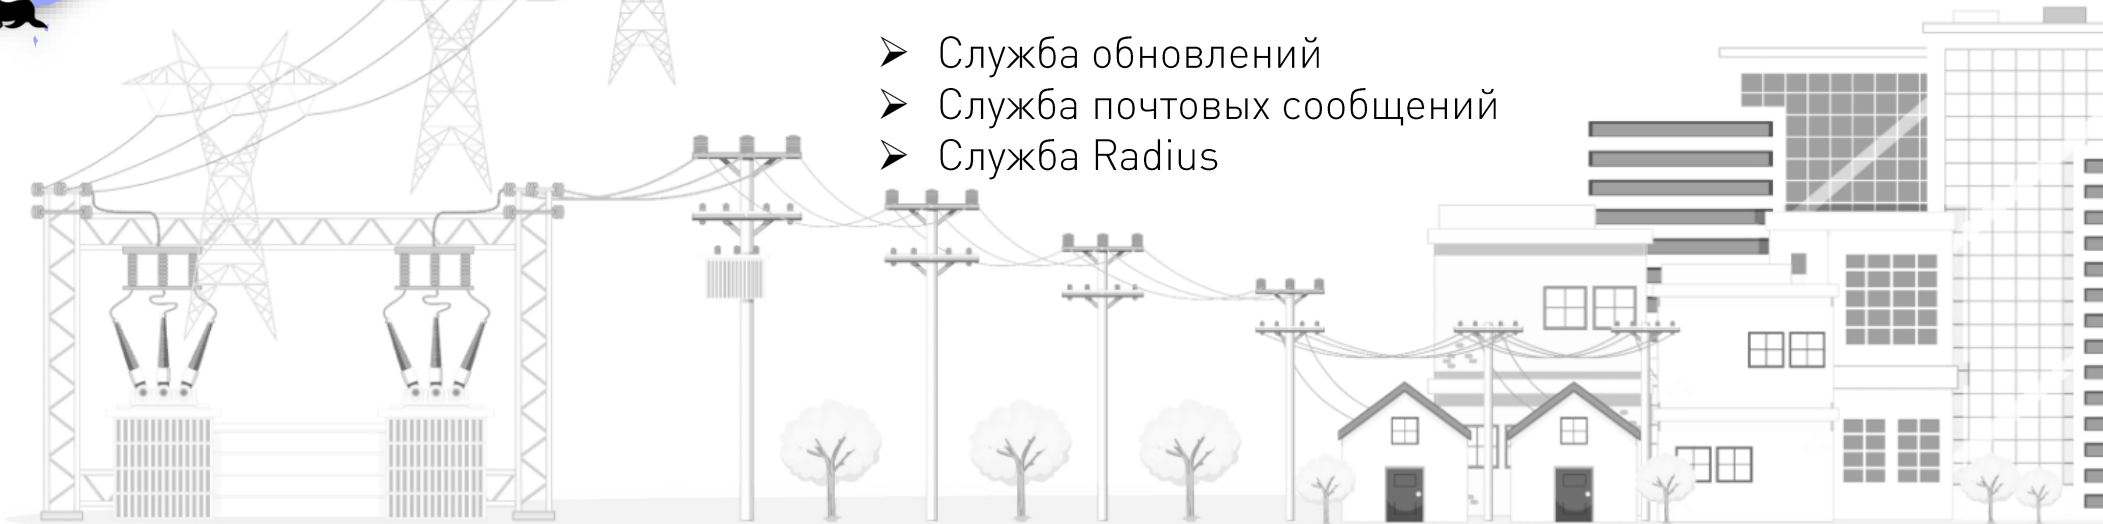 ➢ Служба обновлений
➢ Служба почтовых сообщений
➢ Служба Radius